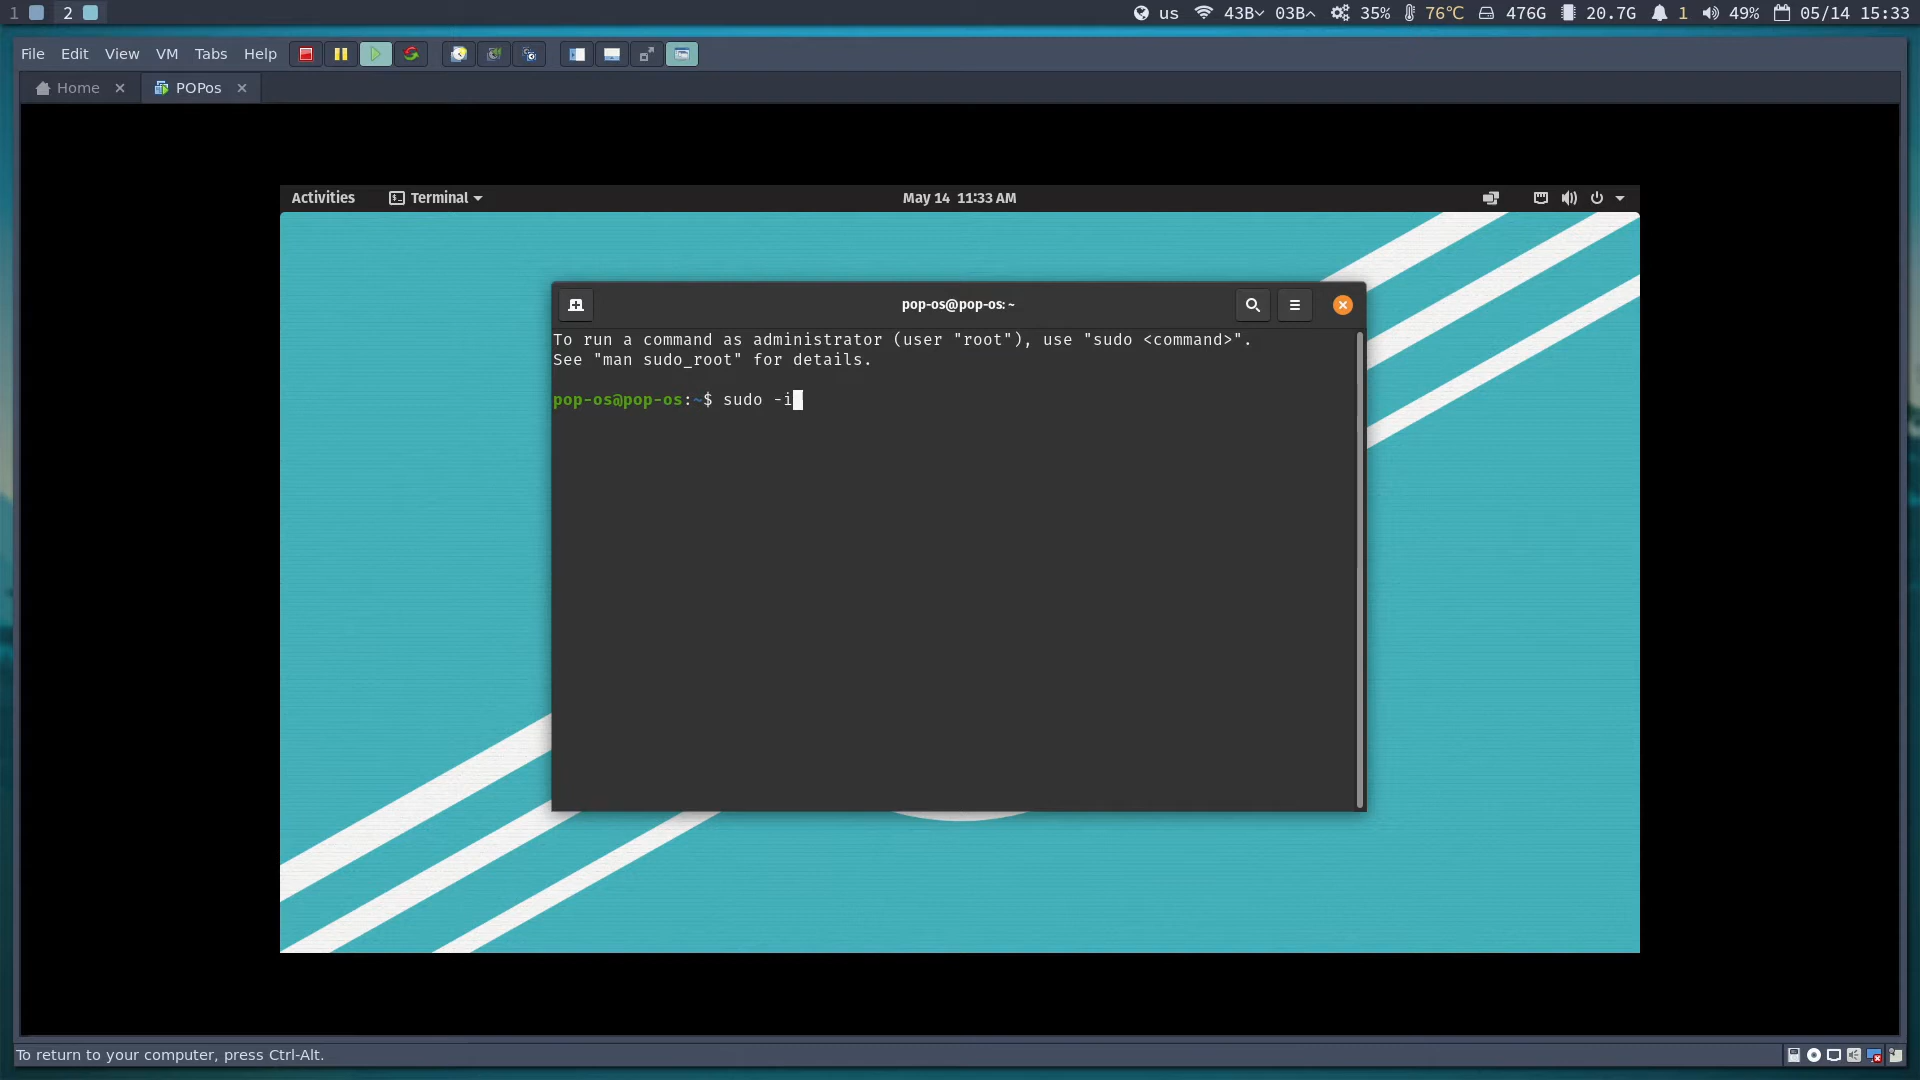 1 2 us 43B 03B 35% 76°C 476G 20.7G 1 49% 05/14 15:33
File Edit View VM Tabs Help
Home POPos
Activities Terminal May 14 11:33 AM
pop-os@pop-os: ~
To run a command as administrator (user "root"), use "sudo <command>".
See "man sudo_root" for details.
pop-os@pop-os:~$ sudo -i
To return to your computer, press Ctrl-Alt.